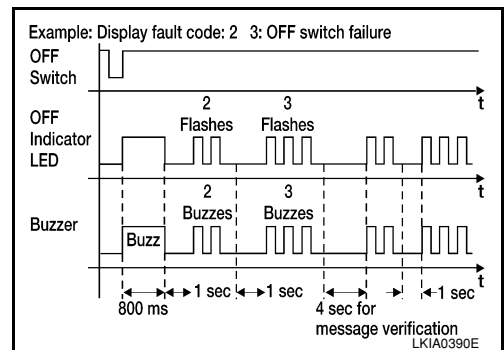 Example: Display fault code: 2 3: OFF switch failure
OFF
Switch
t
OFF
Indicator
LED
2
Flashes
3
Flashes
t
Buzzer
2
Buzzes
3
Buzzes
Buzz
t
1 sec
1 sec
1 sec
800 ms
4 sec for
message verification
LKIA0390E